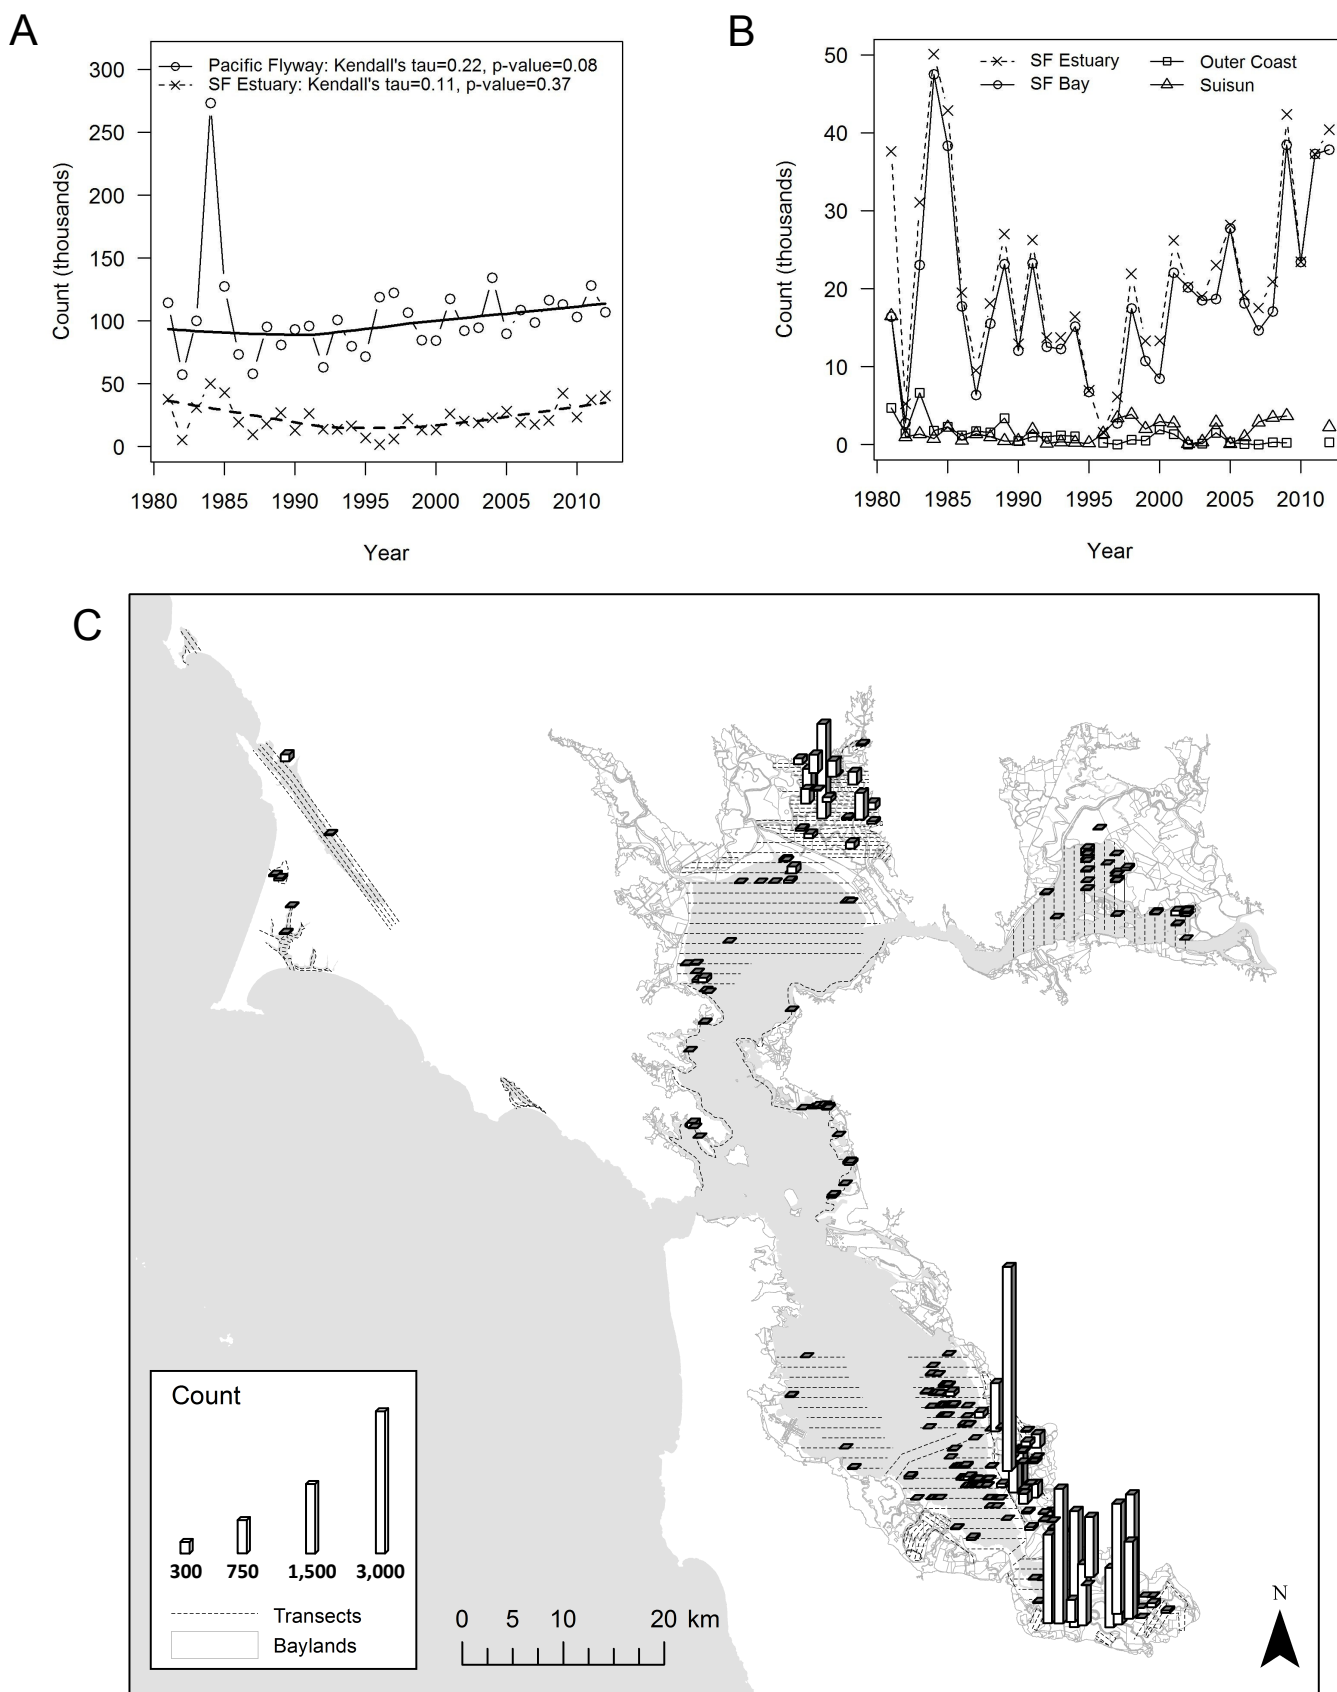 A
Pacific Flyway: Kendall's tau=0.22, p-value=0.08
SF Estuary: Kendall's tau=0.11, p-value=0.37
Count (thousands)
300
250
200
150
100
50
0
1980 1985 1990 1995 2000 2005 2010
Year
B
SF Estuary
SF Bay
Outer Coast
Suisun
Count (thousands)
50
40
30
20
10
0
1980 1985 1990 1995 2000 2005 2010
Year
C
Count
300 750 1,500 3,000
Transects
Baylands
0 5 10 20 km
N